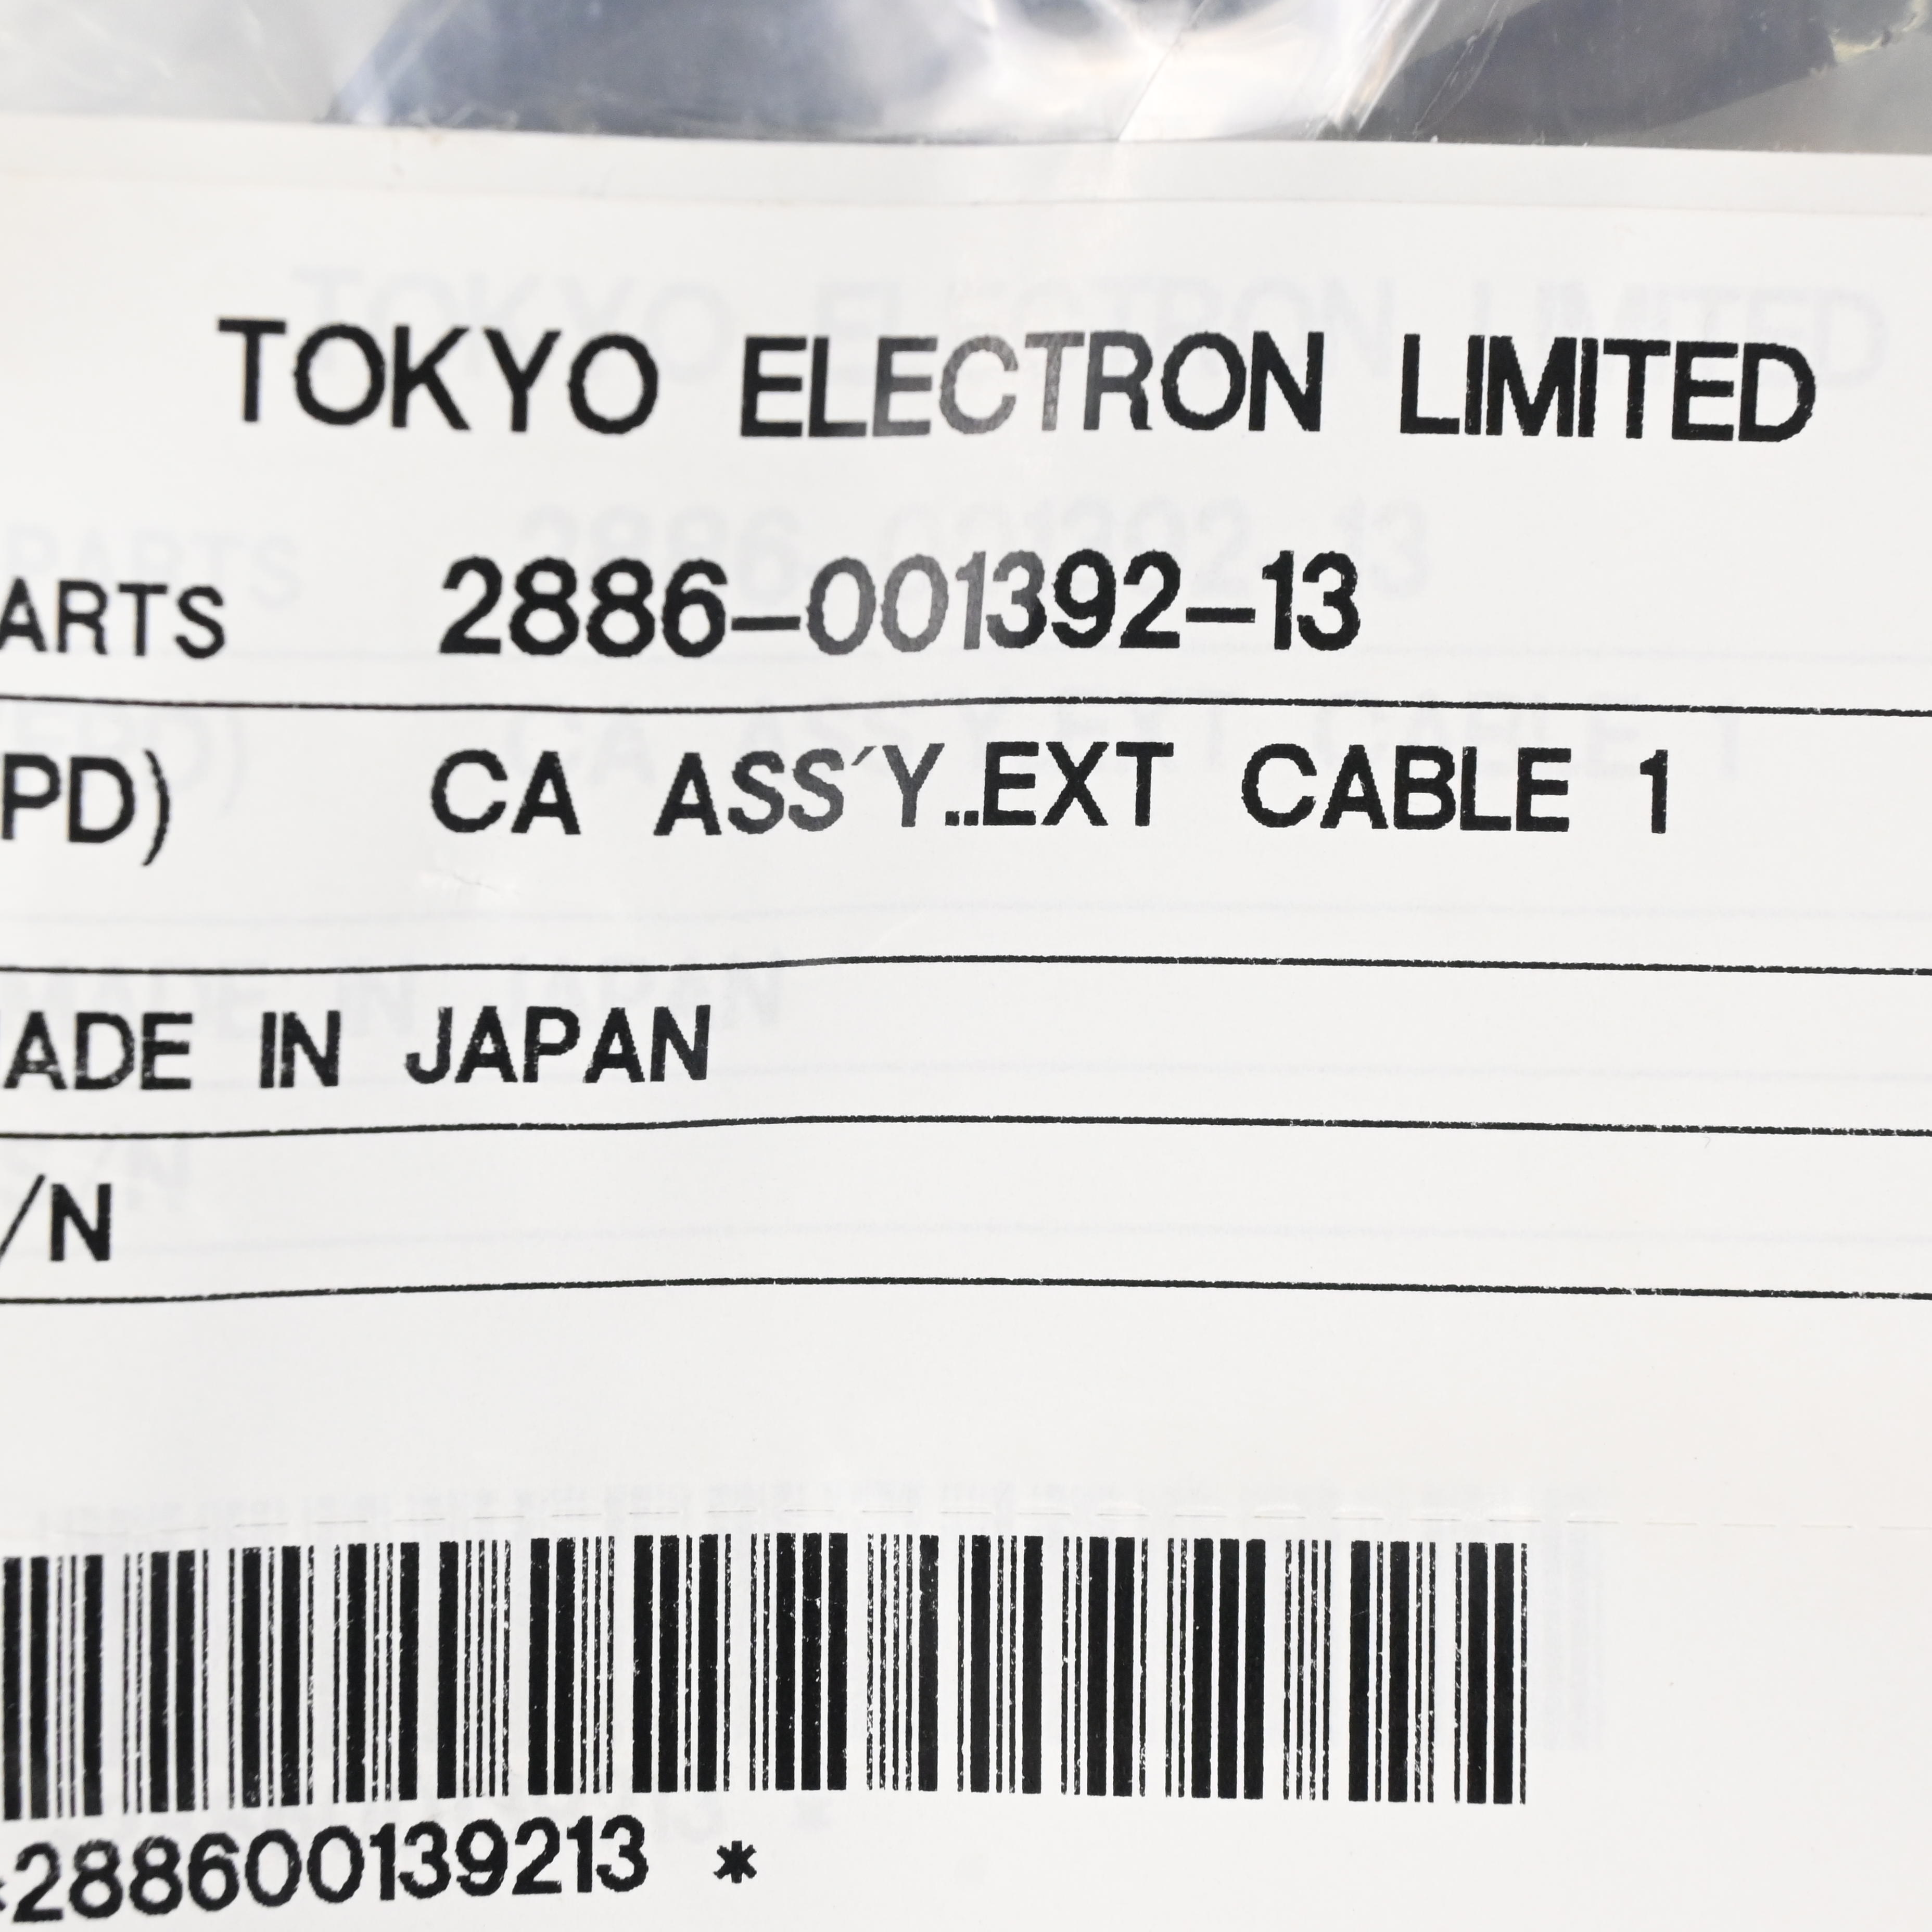 TOKYO ELECTRON LIMITED
ARTS 2886-001392-13
PD) CA ASS'Y..EXT CABLE 1
ADE IN JAPAN
/N
*288600139213 *